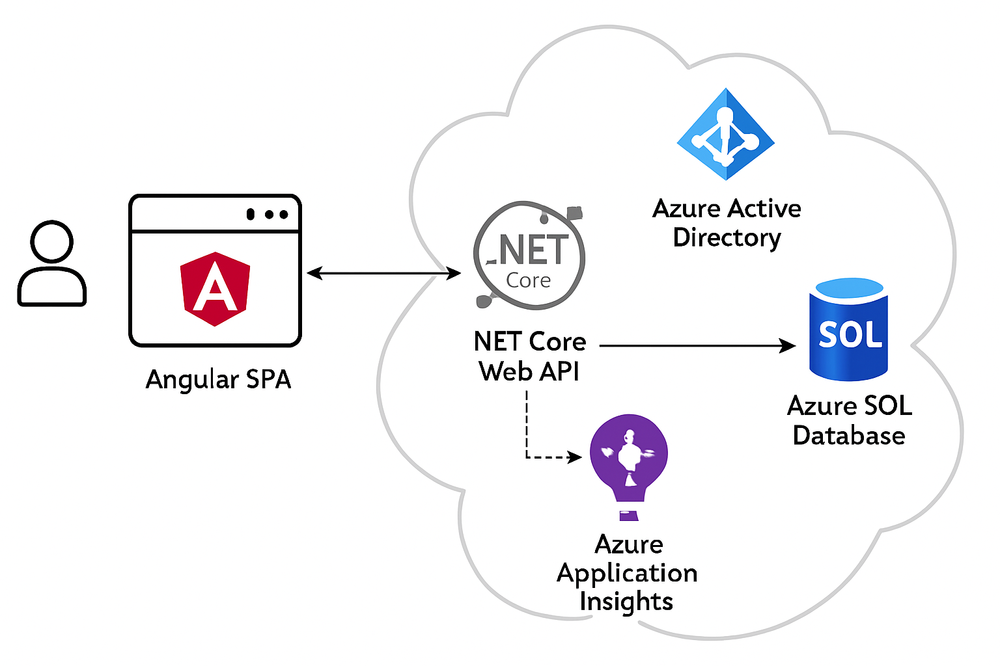 A
Angular SPA
.NET
Core
NET Core
Web API
Azure Active
Directory
SOL
Azure SOL
Database
Azure
Application
Insights